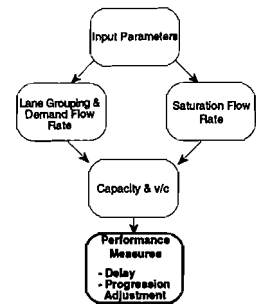 Input Parameters
Lane Grouping &
Demand Flow
Rate
Saturation Flow
Rate
Capacity & v/c
Performance
Measures
- Delay
- Progression
Adjustment